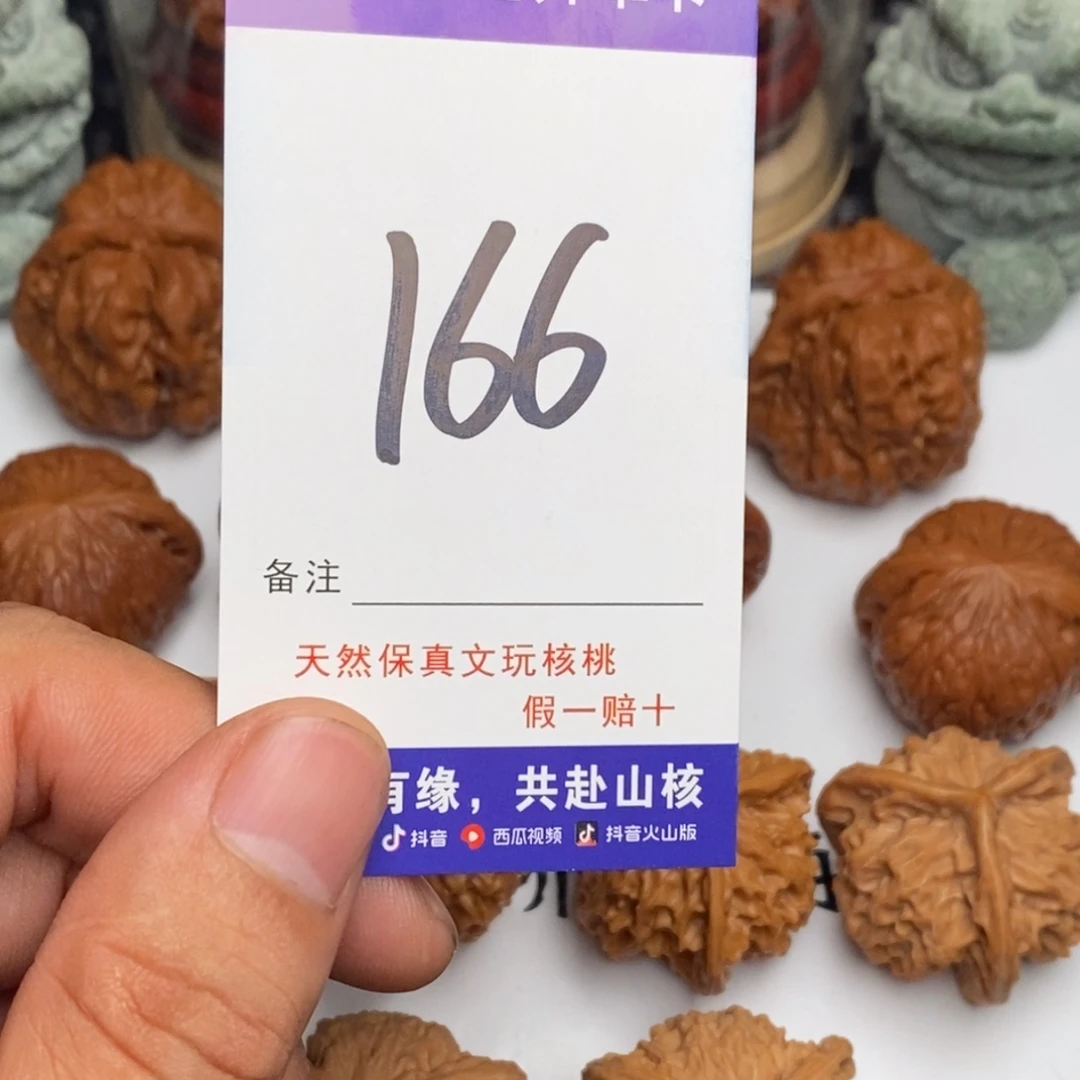 166
备注
天然保真文玩核桃
假一赔十
有缘，共赴山核
抖音 西瓜视频 抖音火山版